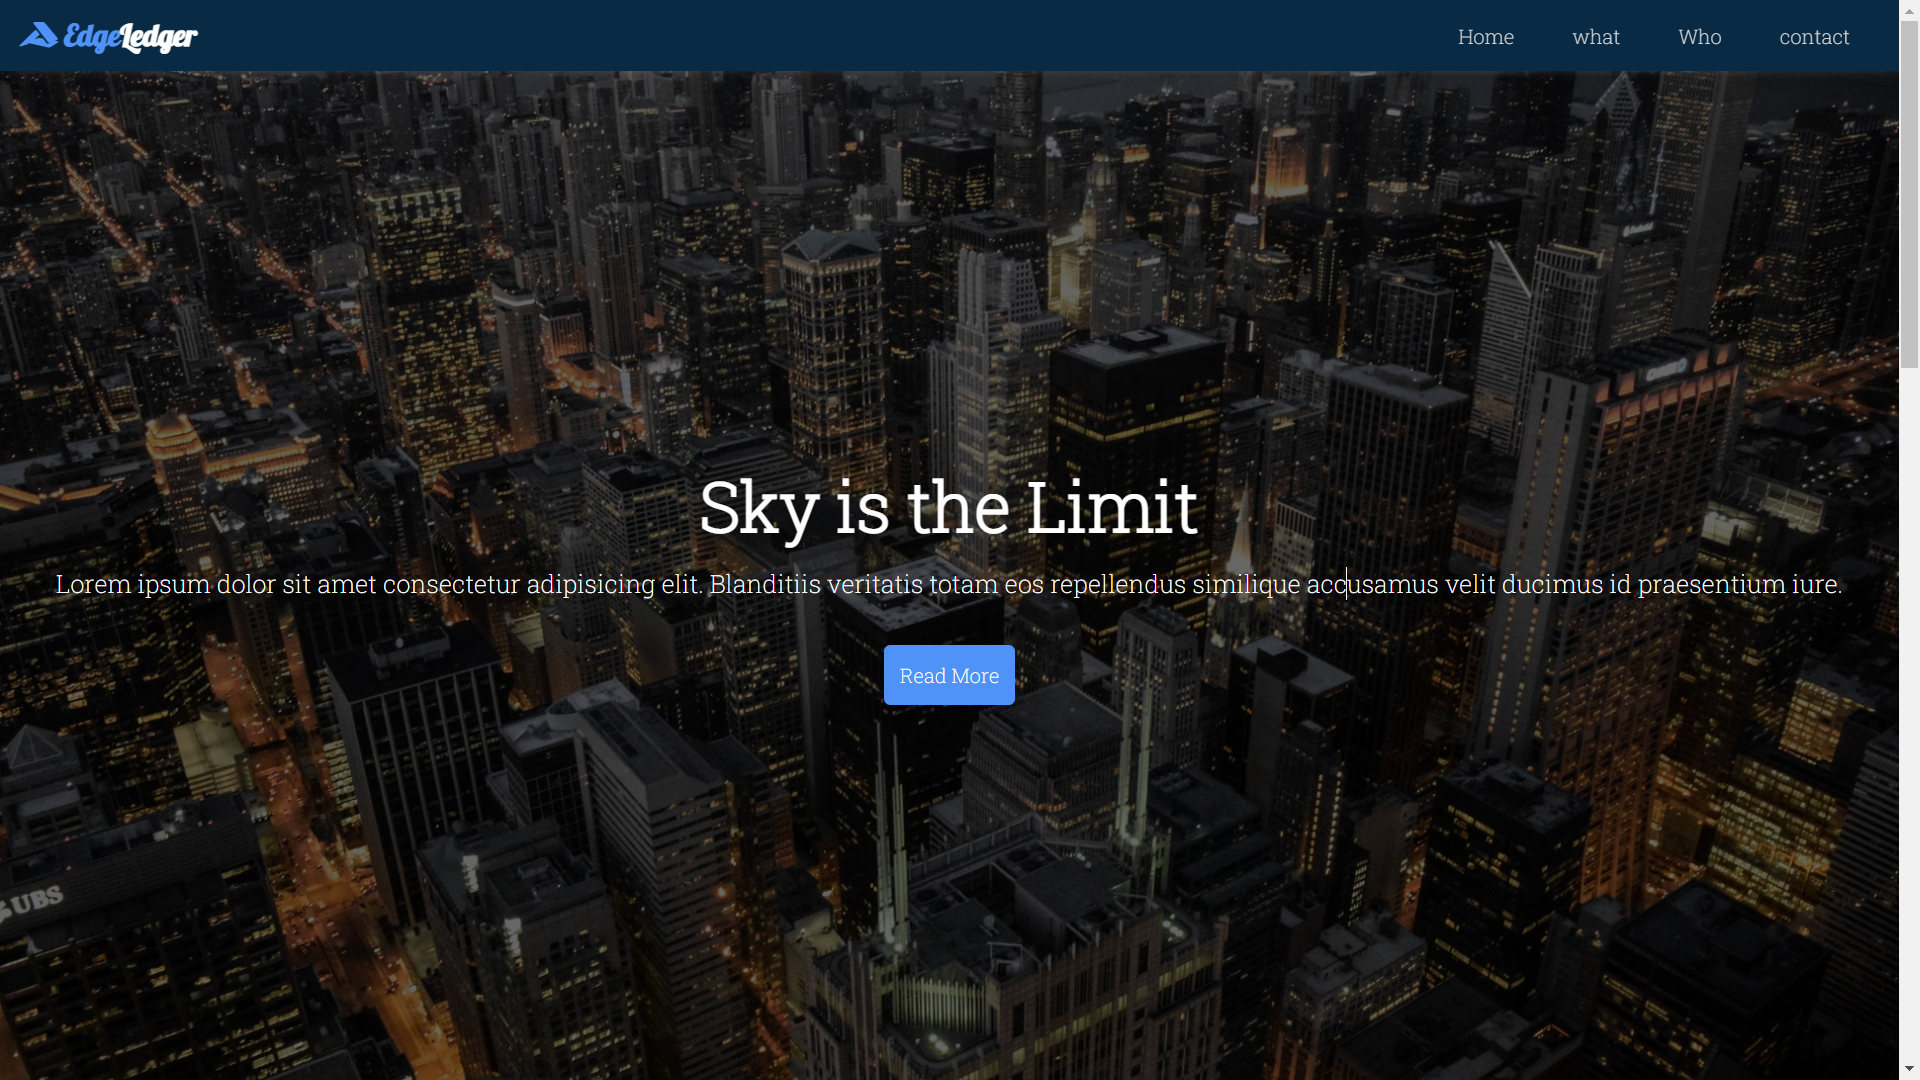 EdgeLedger
Home what Who contact
Sky is the Limit
Lorem ipsum dolor sit amet consectetur adipisicing elit. Blanditiis veritatis totam eos repellendus similique accusamus velit ducimus id praesentium iure.
Read More
UBS